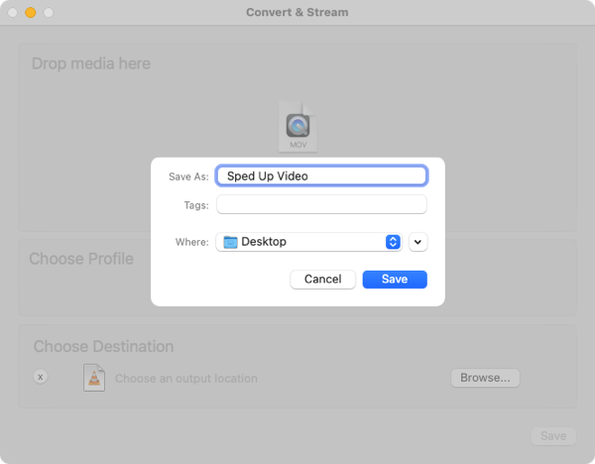 Convert & Stream
Drop media here
MOV
Save As: Sped Up Video
Tags:
Where: Desktop
Cancel Save
Choose Profile
Choose Destination
x Choose an output location Browse...
Save